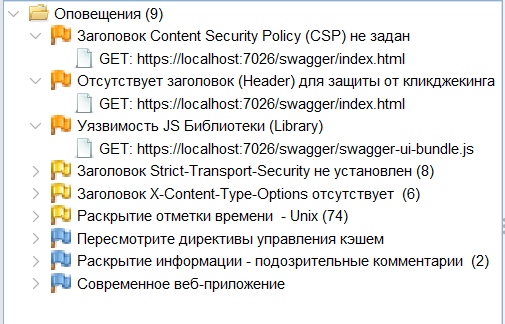 Оповещения (9)
Заголовок Content Security Policy (CSP) не задан
GET: https://localhost:7026/swagger/index.html
Отсутствует заголовок (Header) для защиты от кликджекинга
GET: https://localhost:7026/swagger/index.html
Уязвимость JS Библиотеки (Library)
GET: https://localhost:7026/swagger/swagger-ui-bundle.js
Заголовок Strict-Transport-Security не установлен (8)
Заголовок X-Content-Type-Options отсутствует (6)
Раскрытие отметки времени - Unix (74)
Пересмотрите директивы управления кэшем
Раскрытие информации - подозрительные комментарии (2)
Современное веб-приложение